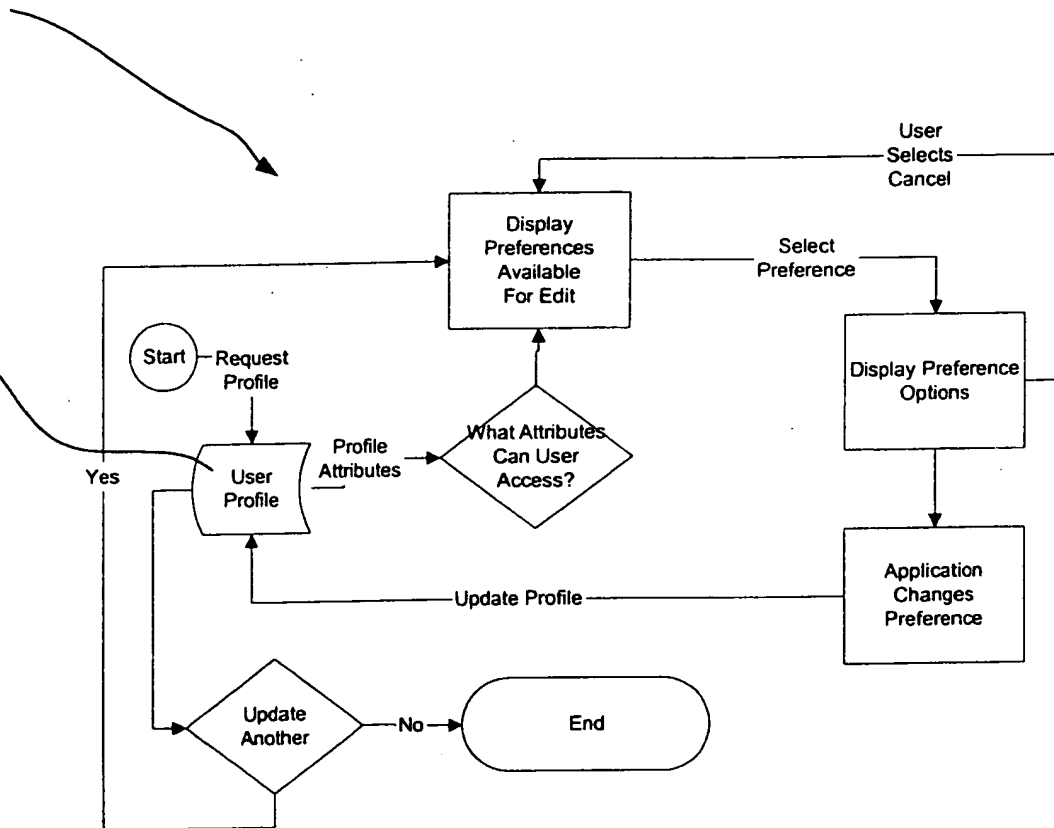 User
Selects
Cancel
Display
Preferences
Available
For Edit
Select
Preference
Start
Request
Profile
Display Preference
Options
What Attributes
Can User
Access?
Profile
Attributes
User
Profile
Yes
Application
Changes
Preference
Update Profile
Update
Another
No
End